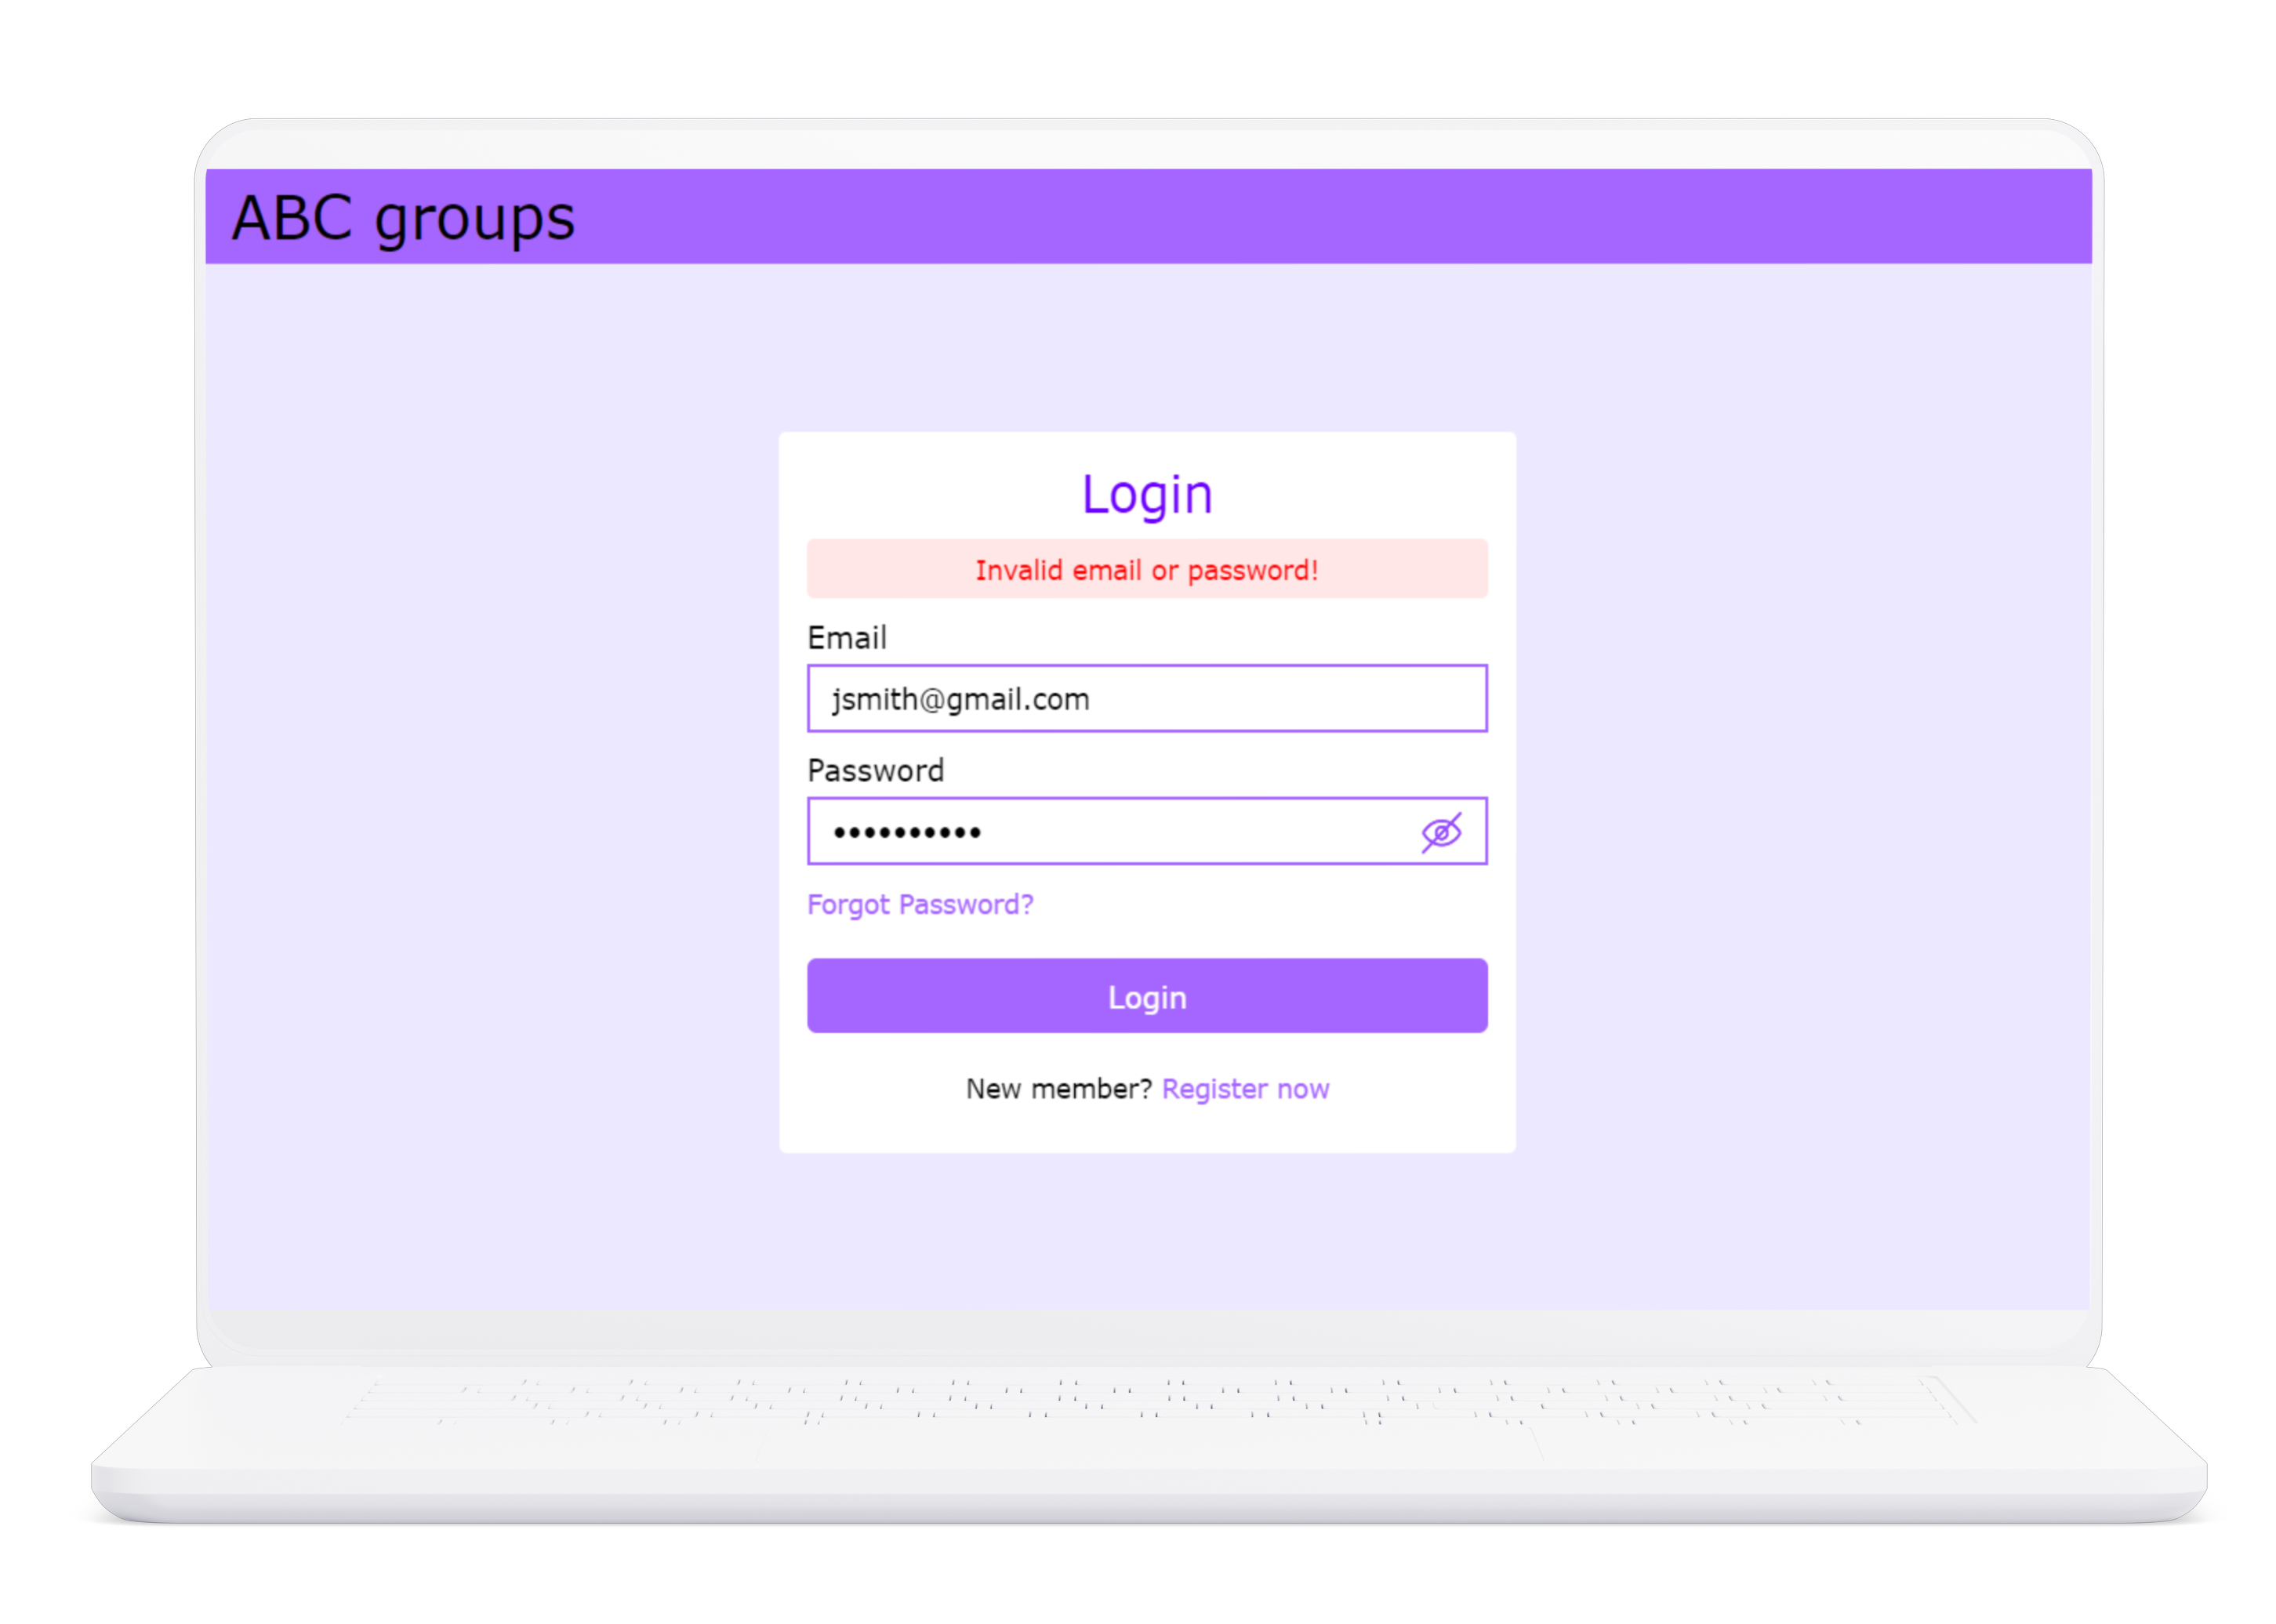 ABC groups
Login
Invalid email or password!
Email
jsmith@gmail.com
Password
••••••••••
Forgot Password?
Login
New member? Register now